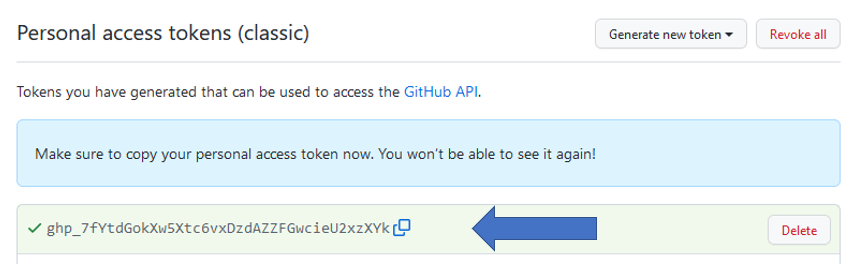 Personal access tokens (classic)
Generate new token
Revoke all
Tokens you have generated that can be used to access the GitHub API.
Make sure to copy your personal access token now. You won't be able to see it again!
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
Delete